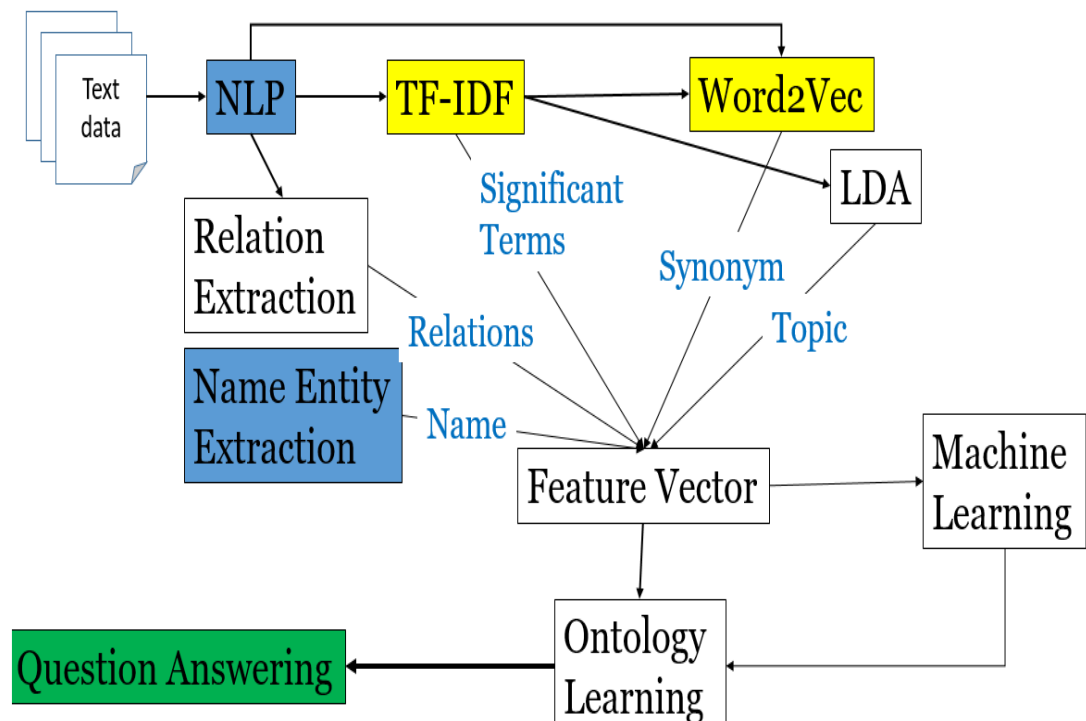 Text
data
NLP
TF-IDF
Word2Vec
LDA
Significant
Terms
Relation
Extraction
Synonym
Relations
Topic
Name Entity
Extraction
Name
Feature Vector
Machine
Learning
Ontology
Learning
Question Answering